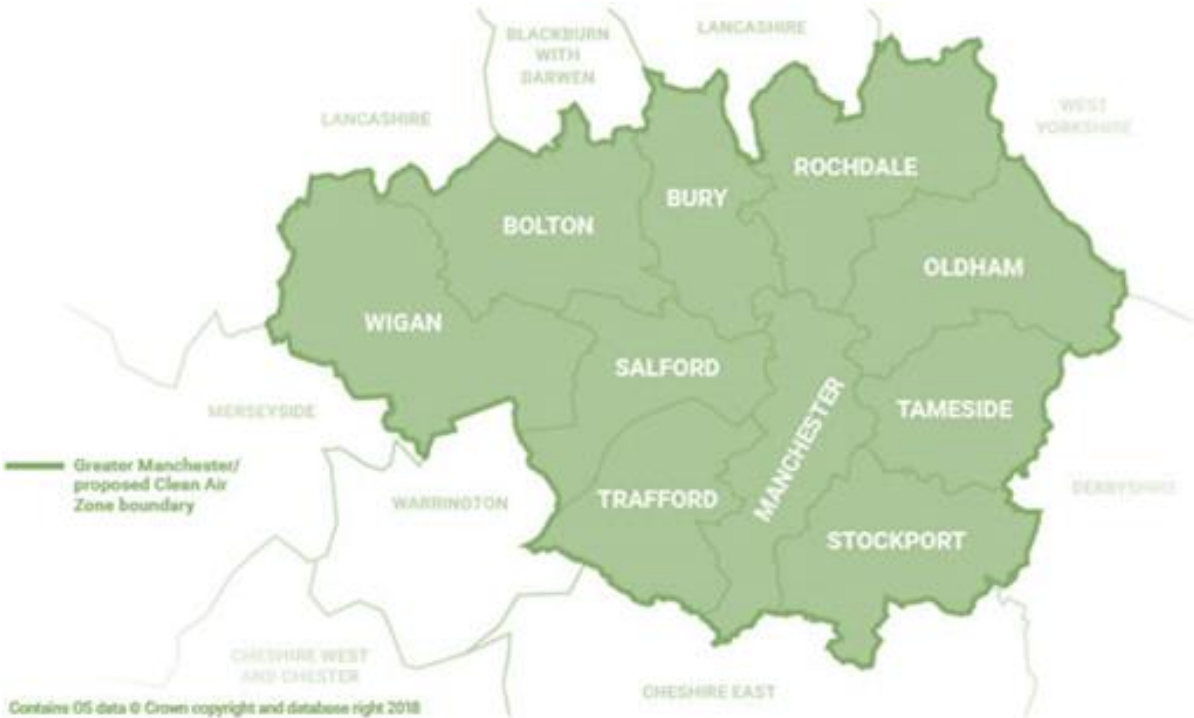 BLACKBURN
WITH
DARWEN
LANCASHIRE
WEST
YORKSHIRE
LANCASHIRE
ROCHDALE
BURY
BOLTON
OLDHAM
WIGAN
SALFORD
MERSEYSIDE
TAMESIDE
MANCHESTER
Greater Manchester/
proposed Clean Air
Zone boundary
WARRINGTON
TRAFFORD
DERBYSHIRE
STOCKPORT
CHESHIRE WEST
AND CHESTER
CHESHIRE EAST
Contains OS data © Crown copyright and database right 2018